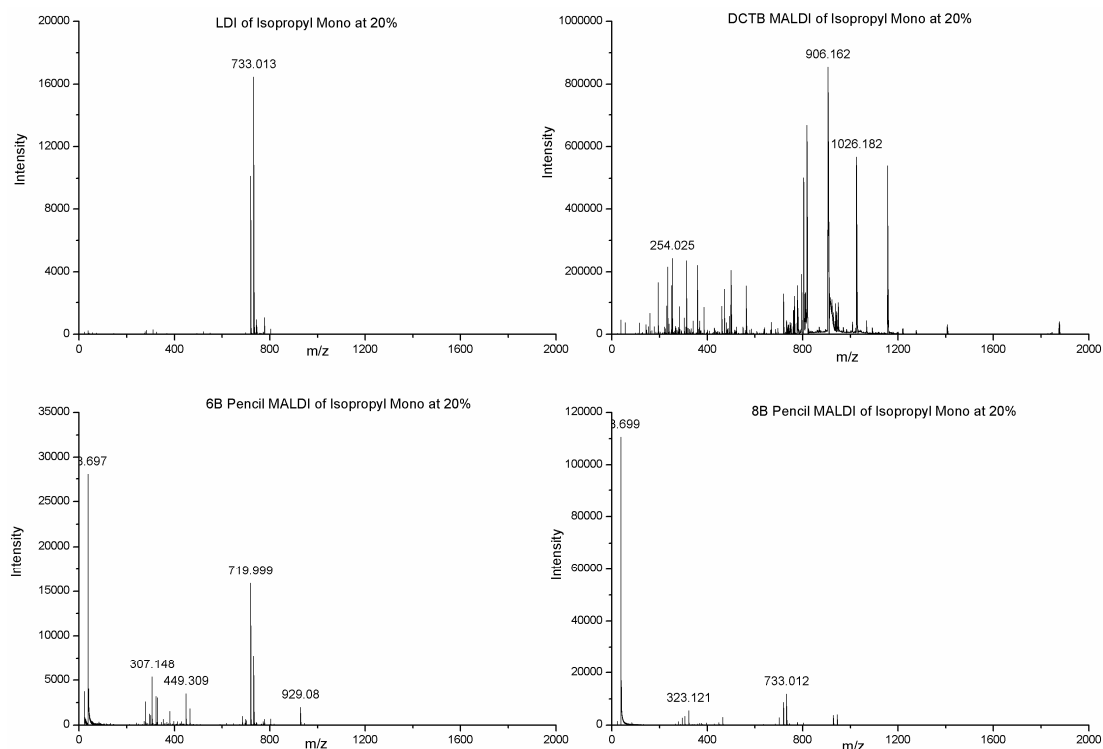 LDI of Isopropyl Mono at 20%
20000
16000
12000
8000
4000
0
Intensity
733.013
0 400 800 1200 1600 2000
m/z
DCTB MALDI of Isopropyl Mono at 20%
1000000
800000
600000
400000
200000
0
Intensity
906.162
1026.182
254.025
0 400 800 1200 1600 2000
m/z
6B Pencil MALDI of Isopropyl Mono at 20%
35000
30000
25000
20000
15000
10000
5000
0
Intensity
3.697
719.999
307.148
449.309
929.08
0 400 800 1200 1600 2000
m/z
8B Pencil MALDI of Isopropyl Mono at 20%
120000
100000
80000
60000
40000
20000
0
Intensity
3.699
733.012
323.121
0 400 800 1200 1600 2000
m/z